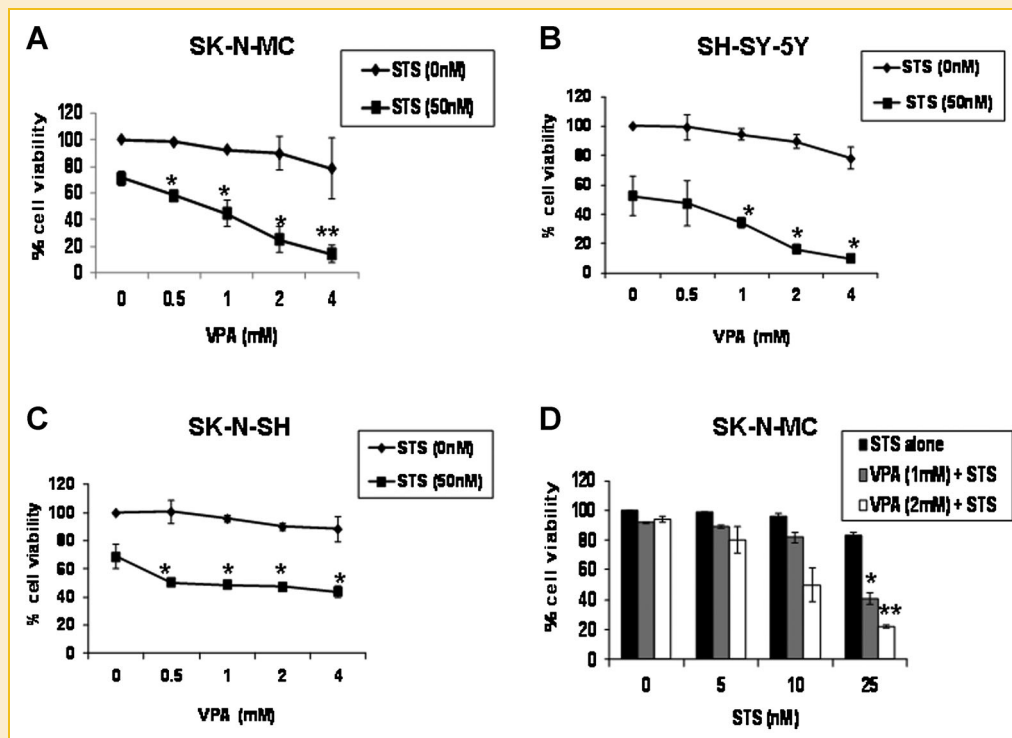 A
SK-N-MC
STS (0nM)
STS (50nM)
% cell viability
120
100
80
60
40
20
0
*
*
*
**
0 0.5 1 2 4
VPA (mM)
B
SH-SY-5Y
STS (0nM)
STS (50nM)
% cell viability
120
100
80
60
40
20
0
*
*
*
0 0.5 1 2 4
VPA (mM)
C
SK-N-SH
STS (0nM)
STS (50nM)
% cell viability
120
100
80
60
40
20
0
*
*
*
*
0 0.5 1 2 4
VPA (mM)
D
SK-N-MC
STS alone
VPA (1mM) + STS
VPA (2mM) + STS
% cell viability
120
100
80
60
40
20
0
*
**
0 5 10 25
STS (nM)